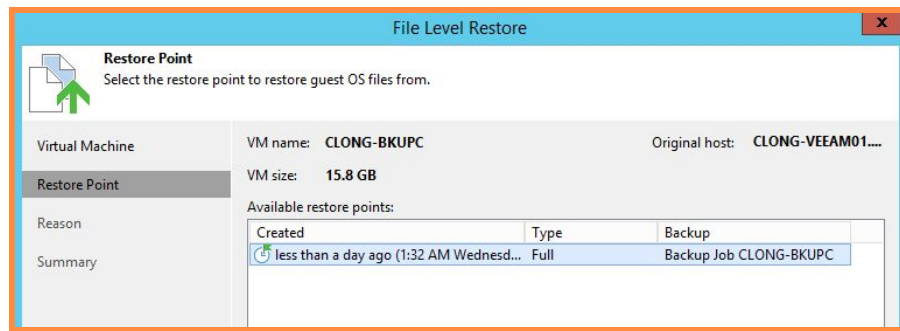 File Level Restore
x
Restore Point
Select the restore point to restore guest OS files from.
Virtual Machine
VM name: CLONG-BKUPC Original host: CLONG-VEEAM01....
Restore Point
VM size: 15.8 GB
Available restore points:
Reason
Created Type Backup
less than a day ago (1:32 AM Wednesd... Full Backup Job CLONG-BKUPC
Summary